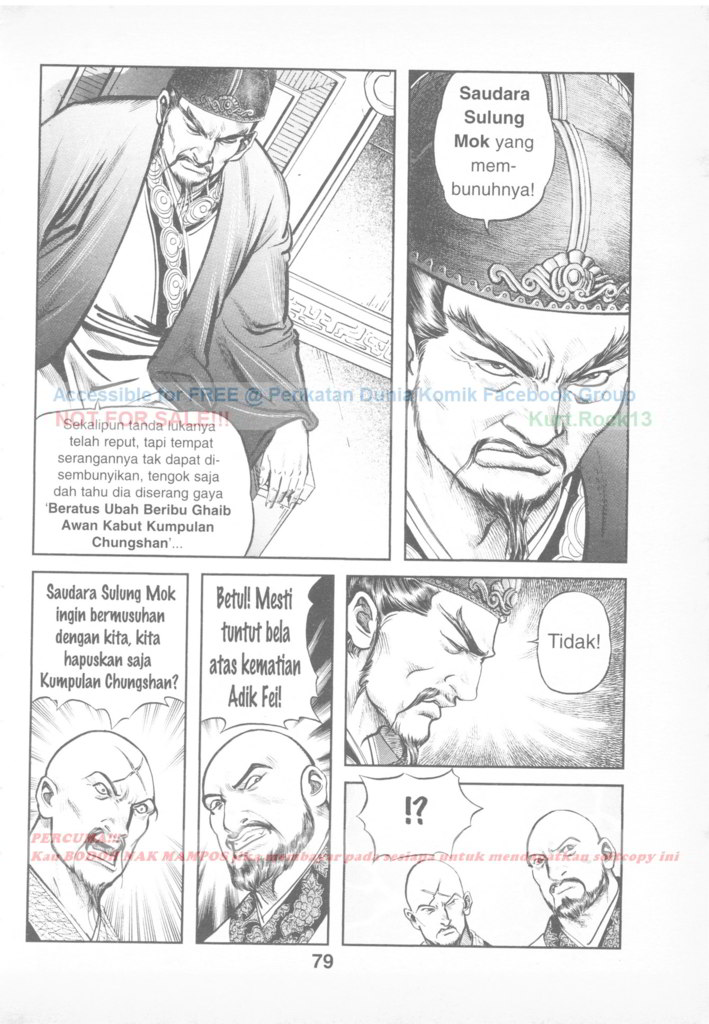 Sekalipun tanda lukanya
telah reput, tapi tempat
serangannya tak dapat di-
sembunyikan, tengok saja
dah tahu dia diserang gaya
‘Beratus Ubah Beribu Ghaib
Awan Kabut Kumpulan
Chungshan’...
Saudara
Sulung
Mok yang
mem-
bunuhnya!
Accessible for FREE @ Perikatan Dunia Komik Facebook Group
NOT FOR SALE!!!
Kurt.Rock13
Saudara Sulung Mok
ingin bermusuhan
dengan kita, kita
hapuskan saja
Kumpulan Chungshan?
Betul! Mesti
tuntut bela
atas kematian
Adik Fei!
Tidak!
!?
PERCUMA!!!
Kau BODOH NAK MAMPOS jika membayar pada sesiapa untuk mendapatkan softcopy ini
79